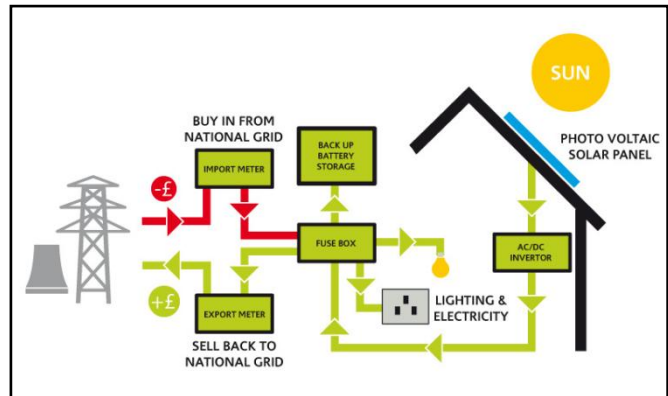 SUN
BUY IN FROM
NATIONAL GRID
IMPORT METER
BACK UP
BATTERY
STORAGE
PHOTO VOLTAIC
SOLAR PANEL
-£
FUSE BOX
AC/DC
INVERTOR
+£
EXPORT METER
LIGHTING &
ELECTRICITY
SELL BACK TO
NATIONAL GRID